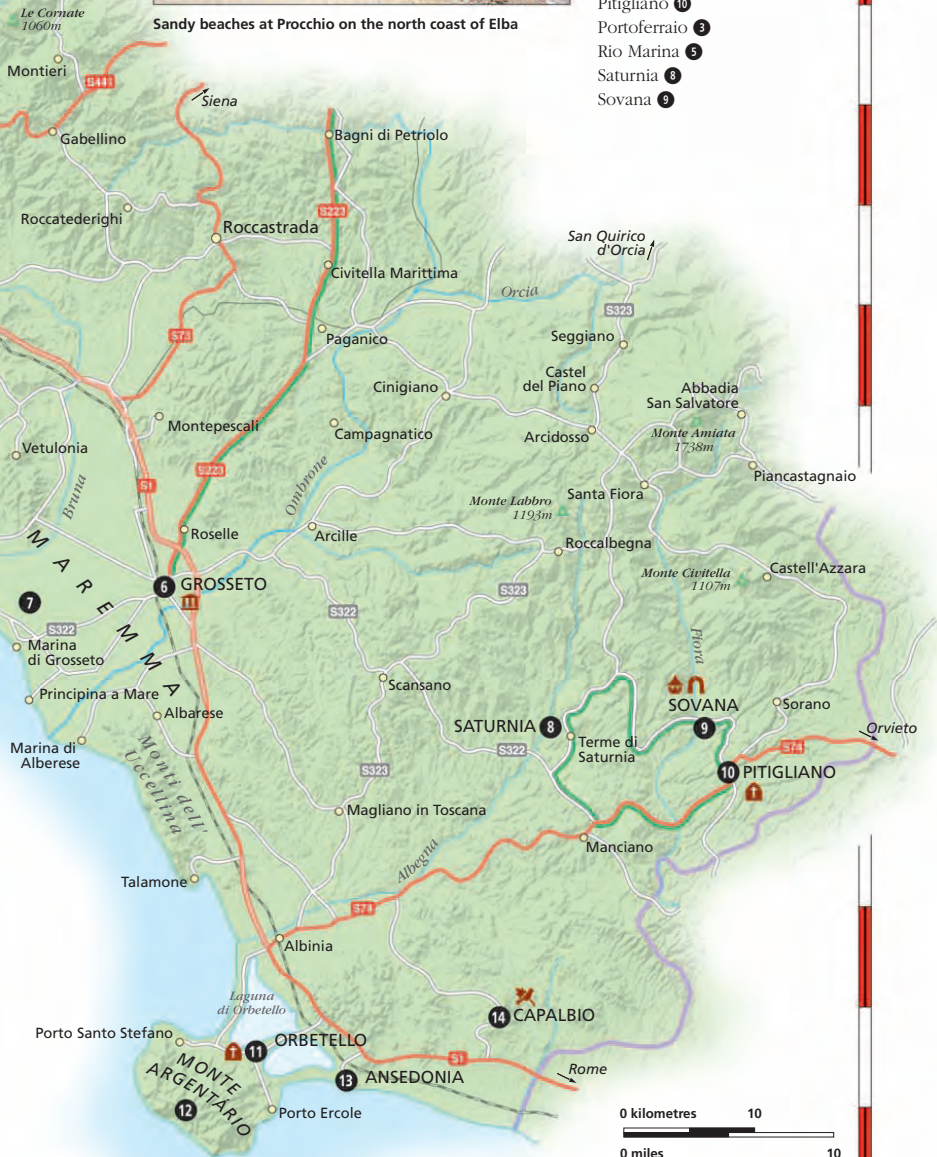 Sandy beaches at Procchio on the north coast of Elba
Pitigliano 10
Portoferraio 3
Rio Marina 5
Saturnia 8
Sovana 9
Le Cornate
1060m
Montieri
S441
Siena
Gabellino
Bagni di Petriolo
Roccatederighi
S223
Roccastrada
San Quirico
d'Orcia
Civitella Marittima
Orcia
S323
S73
Paganico
Seggiano
Castel
del Piano
Cinigiano
Abbadia
San Salvatore
Montepescali
Campagnatico
Arcidosso
Monte Amiata
1738m
Vetulonia
S223
Piancastagnaio
Bruna
S1
Ombrone
Santa Fiora
Monte Labbro
1193m
Roselle
Arcille
Roccalbegna
MAREMMA
6 GROSSETO
Monte Civitella
1107m
Castell'Azzara
7
S322
S322
S323
Marina
di Grosseto
Fiora
Principina a Mare
Scansano
Albarese
SOVANA
9
Sorano
SATURNIA 8
Orvieto
Marina di
Alberese
Monti dell'
Uccellina
S322
Terme di
Saturnia
S74
S323
10 PITIGLIANO
Magliano in Toscana
Manciano
Albegna
Talamone
S74
Albinia
Laguna
di Orbetello
14 CAPALBIO
Porto Santo Stefano
11 ORBETELLO
S1
MONTE
ARGENTÁRIO
13 ANSEDONIA
Rome
12
Porto Ercole
0 kilometres 10
0 miles 10